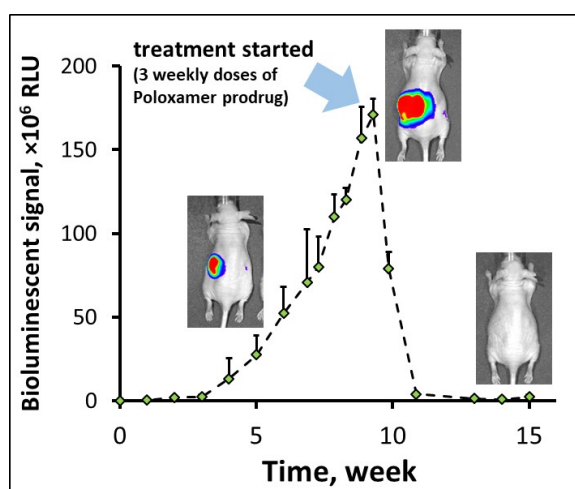 treatment started
(3 weekly doses of
Poloxamer prodrug)
Bioluminescent signal, ×10⁶ RLU
200
150
100
50
0
0 5 10 15
Time, week